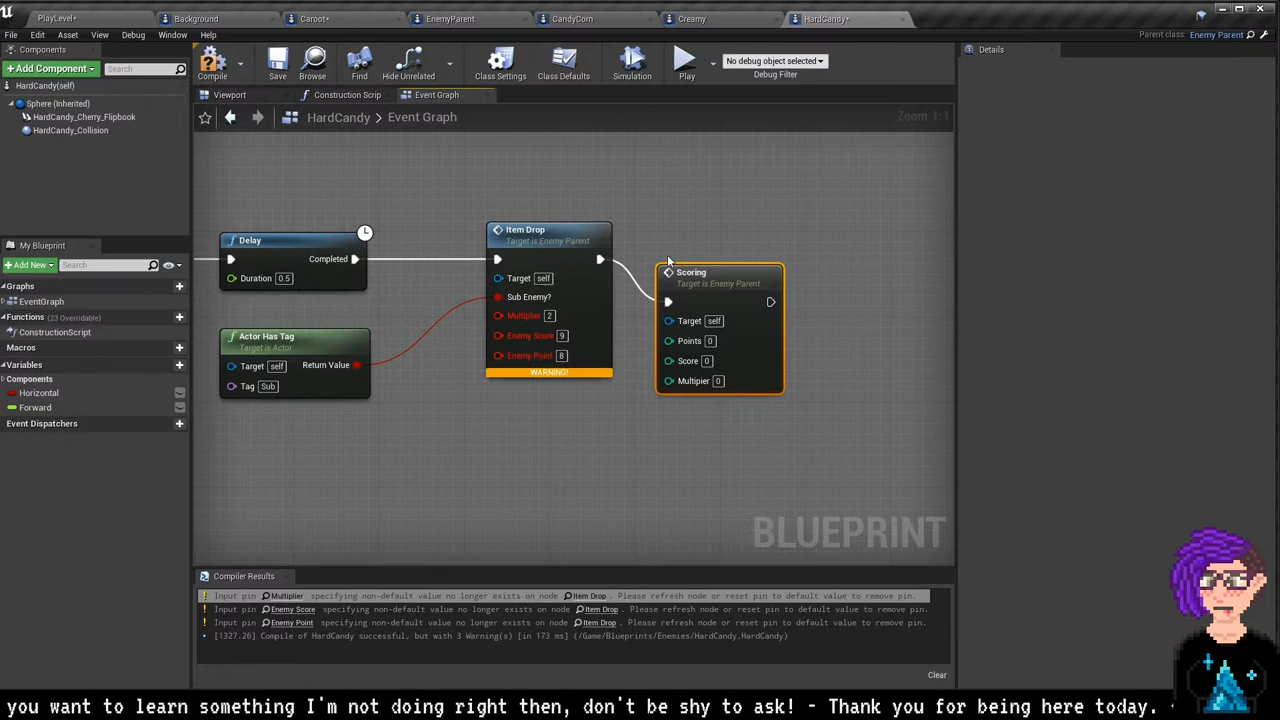 PlayLevel*
Background
Caroot*
EnemyParent
CandyCorn
Creamy
HardCandy*
File
Edit
Asset
View
Debug
Window
Help
Parent class: Enemy Parent
Components
+Add Component
Search
HardCandy(self)
Sphere (Inherited)
HardCandy_Cherry_Flipbook
HardCandy_Collision
Compile
Save
Browse
Find
Hide Unrelated
Class Settings
Class Defaults
Simulation
Play
No debug object selected
Debug Filter
Details
Viewport
Construction Scrip
Event Graph
HardCandy > Event Graph
Zoom 1:1
My Blueprint
+Add New
Search
Graphs
EventGraph
Functions (23 Overridable)
ConstructionScript
Macros
Variables
Components
Horizontal
Forward
Event Dispatchers
Delay
Completed
Duration 0.5
Actor Has Tag
Target is Actor
Target self
Return Value
Tag Sub
Item Drop
Target is Enemy Parent
Target self
Sub Enemy?
Multiplier 2
Enemy Score 9
Enemy Point 8
WARNING!
Scoring
Target is Enemy Parent
Target self
Points 0
Score 0
Multipier 0
BLUEPRINT
Compiler Results
Input pin Multiplier specifying non-default value no longer exists on node Item Drop . Please refresh node or reset pin to default value to remove pin.
Input pin Enemy Score specifying non-default value no longer exists on node Item Drop . Please refresh node or reset pin to default value to remove pin.
Input pin Enemy Point specifying non-default value no longer exists on node Item Drop . Please refresh node or reset pin to default value to remove pin.
[1327.26] Compile of HardCandy successful, but with 3 Warning(s) [in 173 ms] (/Game/Blueprints/Enemies/HardCandy.HardCandy)
Clear
you want to learn something I'm not doing right then, don't be shy to ask! - Thank you for being here today.